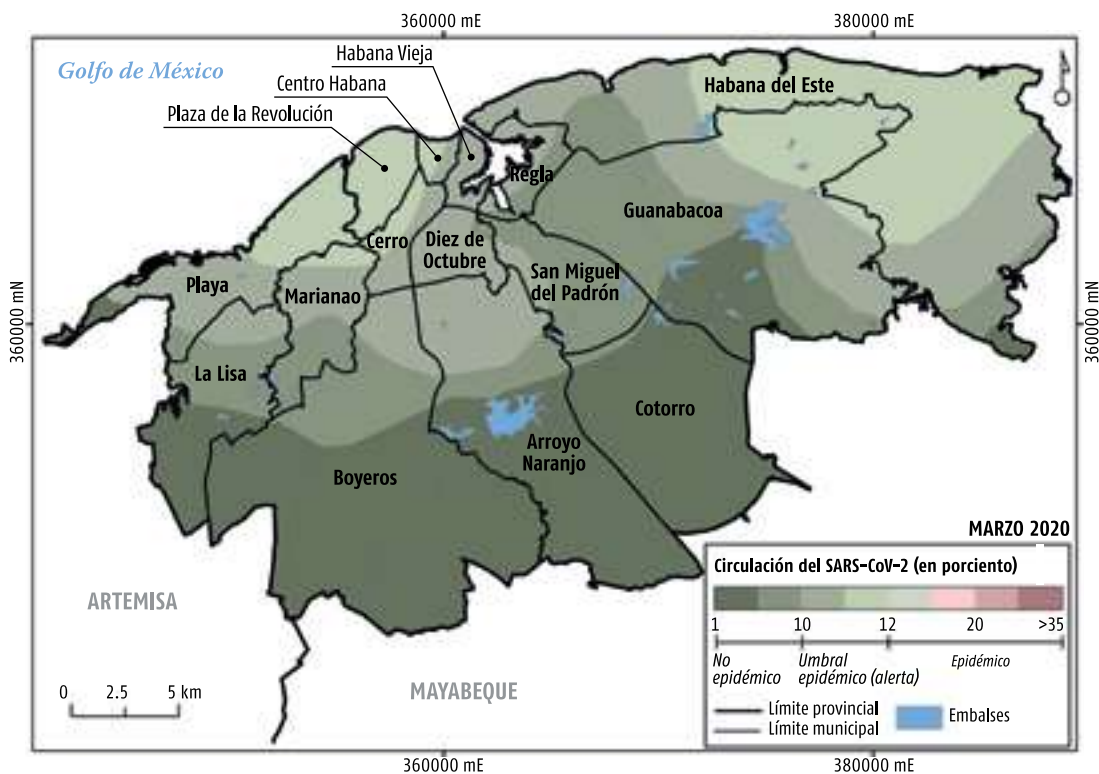 360000 mE
380000 mE
Golfo de México
Habana Vieja
Centro Habana
Plaza de la Revolución
Habana del Este
Regla
Guanabacoa
Cerro
Diez de
Octubre
San Miguel
del Padrón
Playa
Marianao
360000 mN
360000 mN
La Lisa
Cotorro
Arroyo
Naranjo
Boyeros
MARZO 2020
Circulación del SARS-CoV-2 (en porciento)
1 10 12 20 >35
No Umbral Epidémico
epidémico epidémico (alerta)
Límite provincial
Límite municipal
Embalses
ARTEMISA
MAYABEQUE
0 2.5 5 km
360000 mE
380000 mE